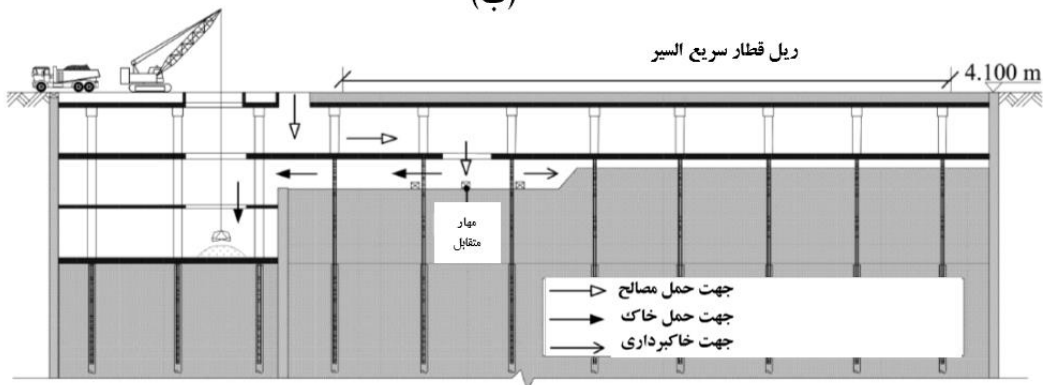 (ب)
ریل قطار سریع السیر
4.100 m
مهار
متقابل
جهت حمل مصالح
جهت حمل خاک
جهت خاکبرداری